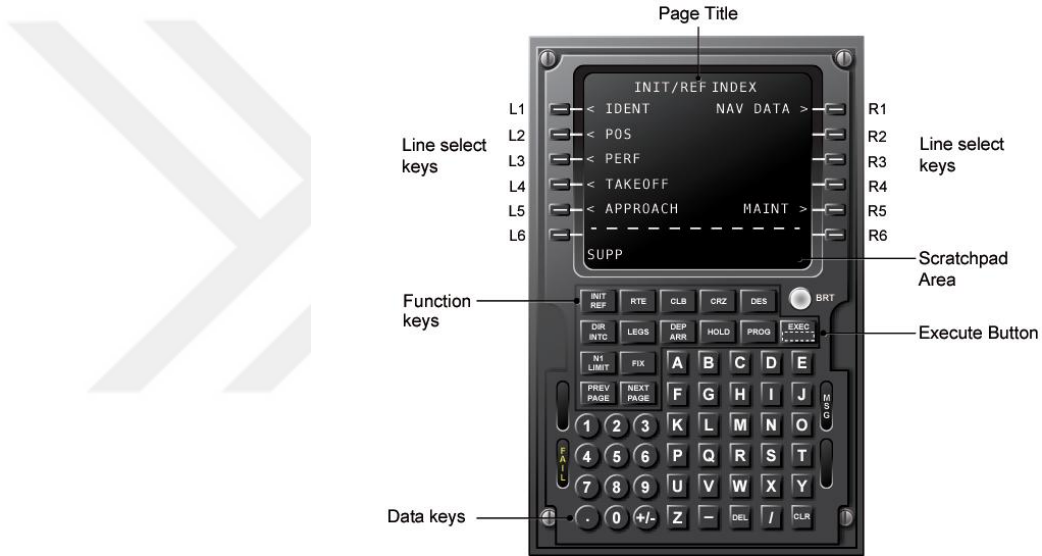 Page Title
INIT/REF INDEX
L1 < IDENT NAV DATA > R1
L2 < POS R2
Line select keys
L3 < PERF R3
Line select keys
L4 < TAKEOFF R4
L5 < APPROACH MAINT > R5
L6 - - - - - - - - - - - - - - R6
SUPP
Scratchpad Area
Function keys
INIT REF RTE CLB CRZ DES BRT
DIR INTC LEGS DEP ARR HOLD PROG EXEC
Execute Button
N1 LIMIT FIX A B C D E
PREV PAGE NEXT PAGE F G H I J
MSG
1 2 3 K L M N O
FAIL
4 5 6 P Q R S T
7 8 9 U V W X Y
Data keys
. 0 +/- Z - DEL / CLR